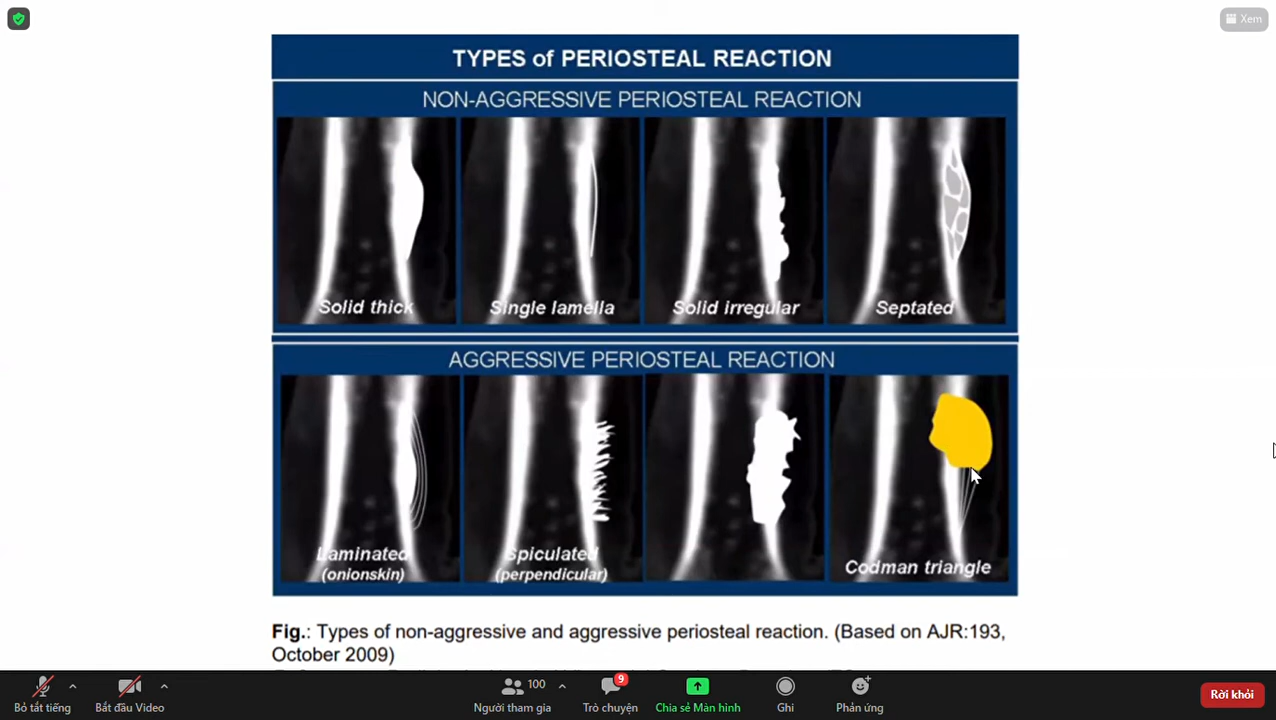 Xem
TYPES of PERIOSTEAL REACTION
NON-AGGRESSIVE PERIOSTEAL REACTION
Solid thick
Single lamella
Solid irregular
Septated
AGGRESSIVE PERIOSTEAL REACTION
Laminated
(onionskin)
Spiculated
(perpendicular)
Codman triangle
Fig.: Types of non-aggressive and aggressive periosteal reaction. (Based on AJR:193,
October 2009)
Bỏ tắt tiếng
Bắt đầu Video
100
Người tham gia
9
Trò chuyện
Chia sẻ Màn hình
Ghi
Phản ứng
Rời khỏi